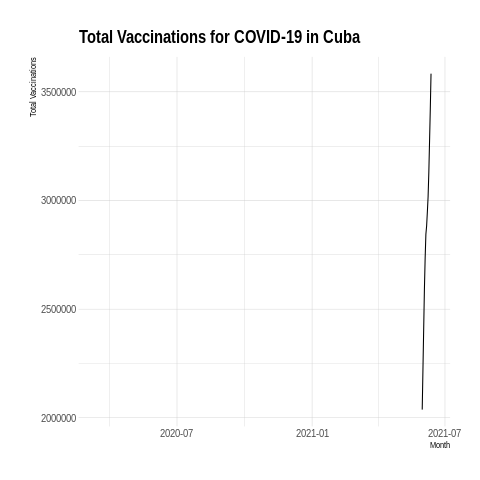 Total Vaccinations for COVID-19 in Cuba
Total Vaccinations
3500000
3000000
2500000
2000000
2020-07
2021-01
2021-07
Month